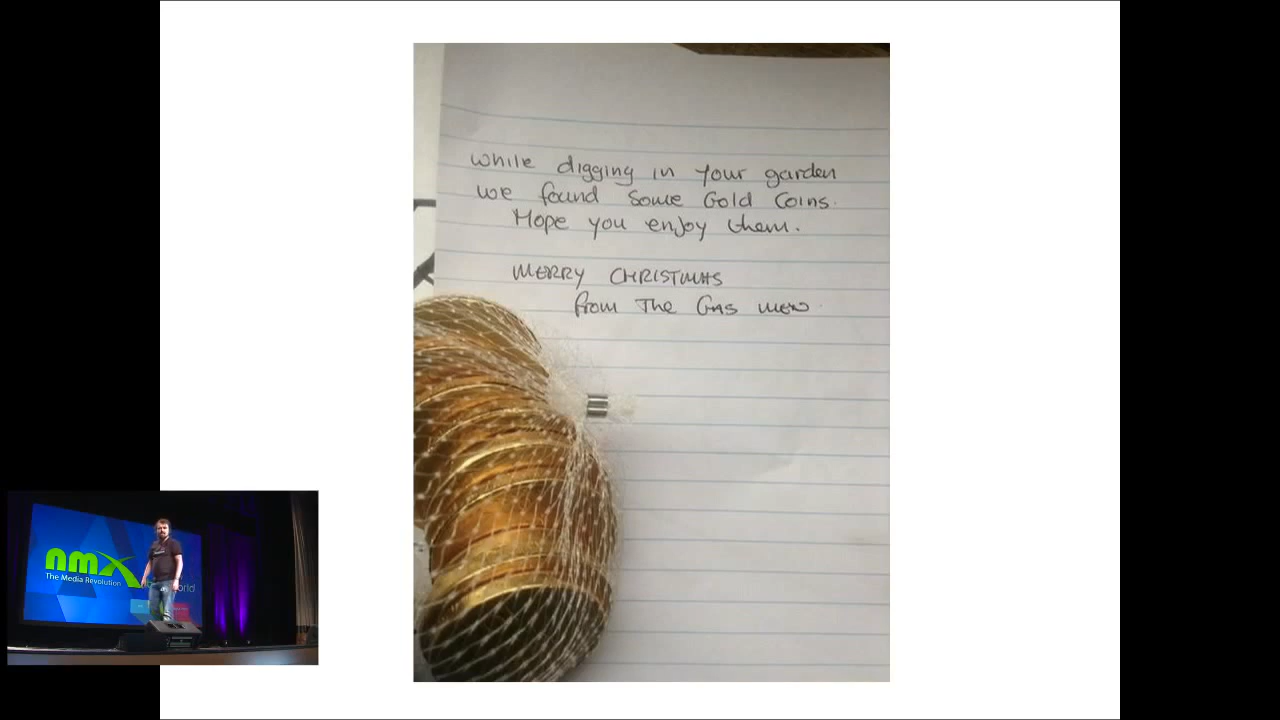 While digging in your garden
we found some Gold Coins.
Hope you enjoy them.
MERRY CHRISTMAS
from The GAS MEN
nmx
The Media Revolution